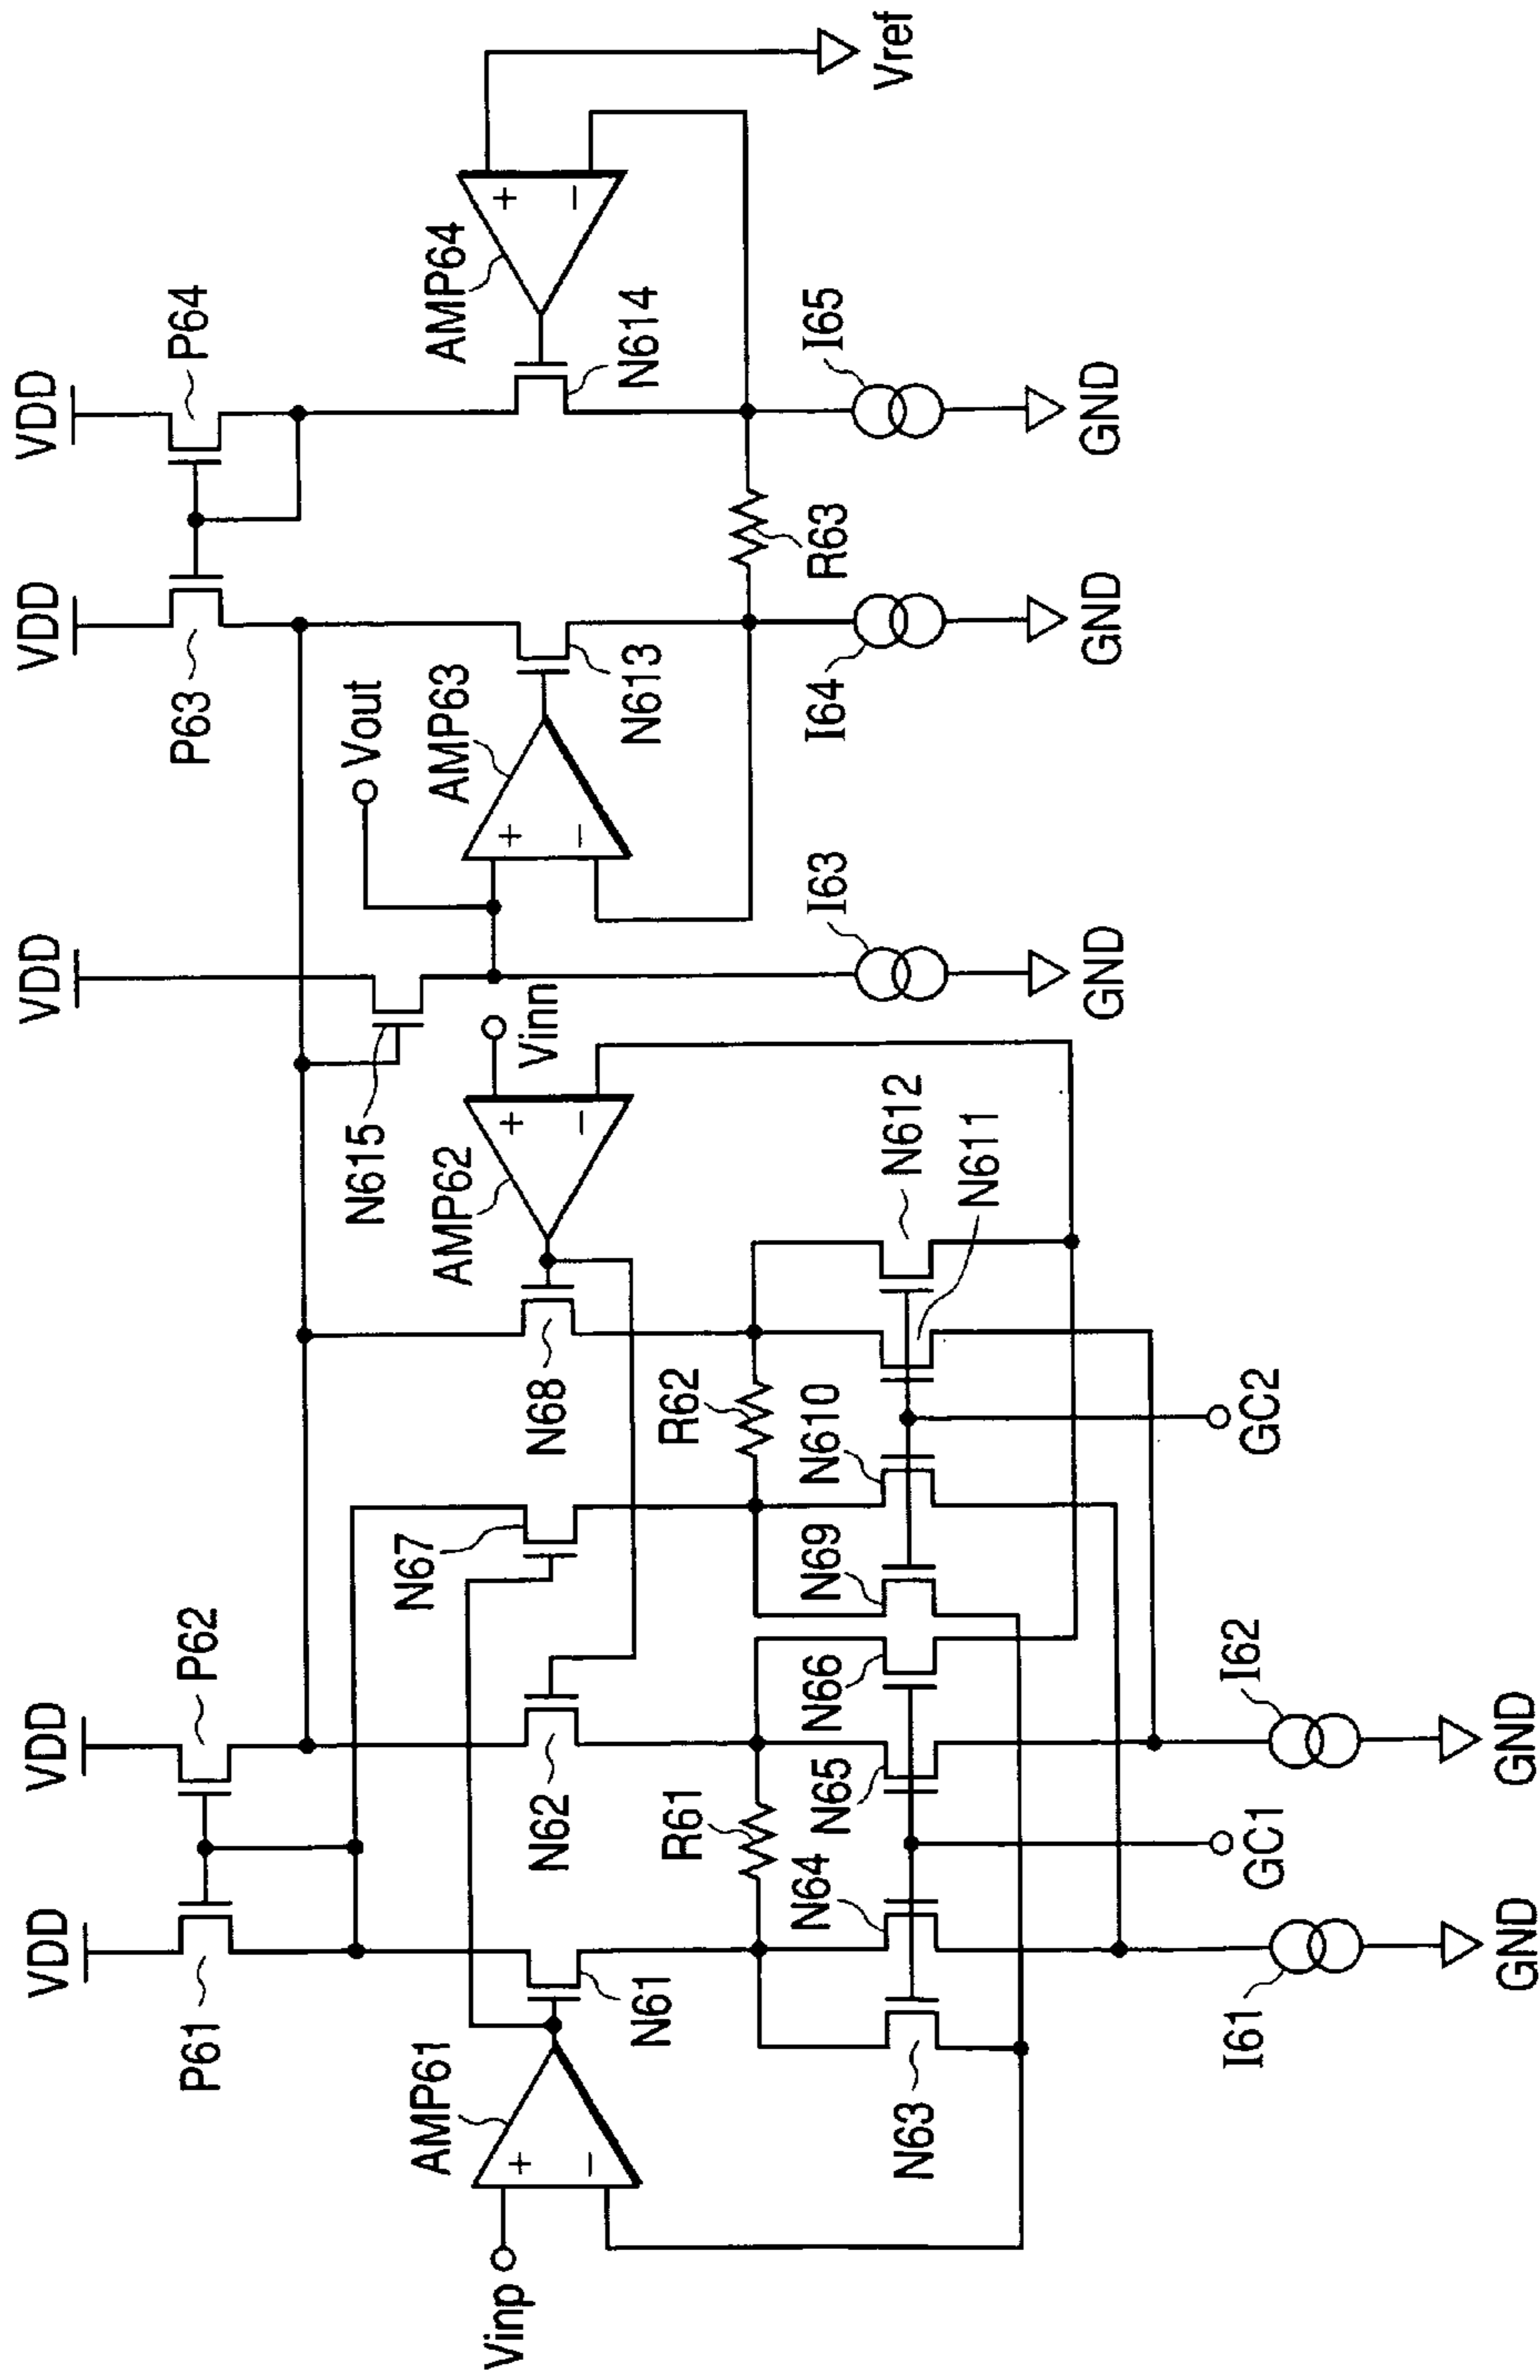 VDD
VDD
VDD
VDD
VDD
P61
P62
P63
P64
Vout
N615
AMP61
AMP62
AMP63
AMP64
+
−
+
−
+
−
+
−
Vinp
Vinn
Vref
N61
N62
N67
N68
N613
N614
R61
R62
R63
N63
N64
N65
N66
N69
N610
N611
N612
I63
I64
I65
GND
GND
GND
GC1
GC2
I61
I62
GND
GND